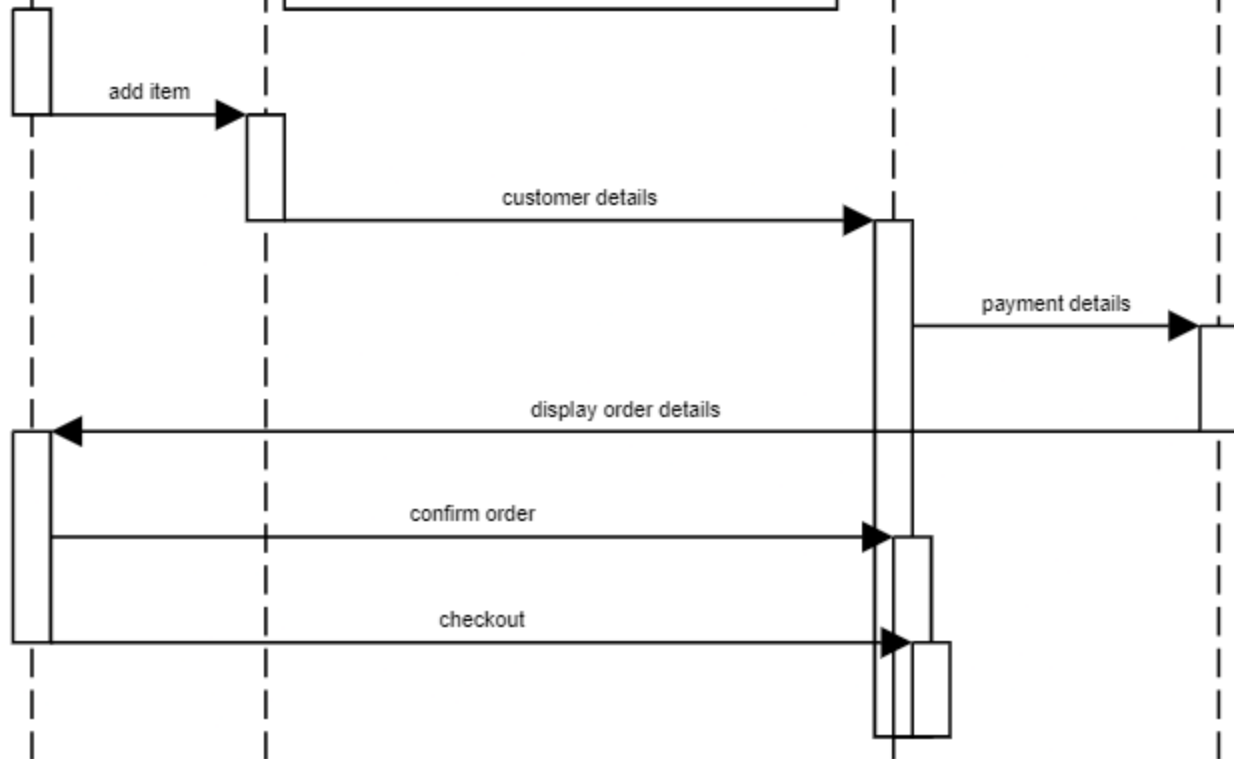 add item
customer details
payment details
display order details
confirm order
checkout